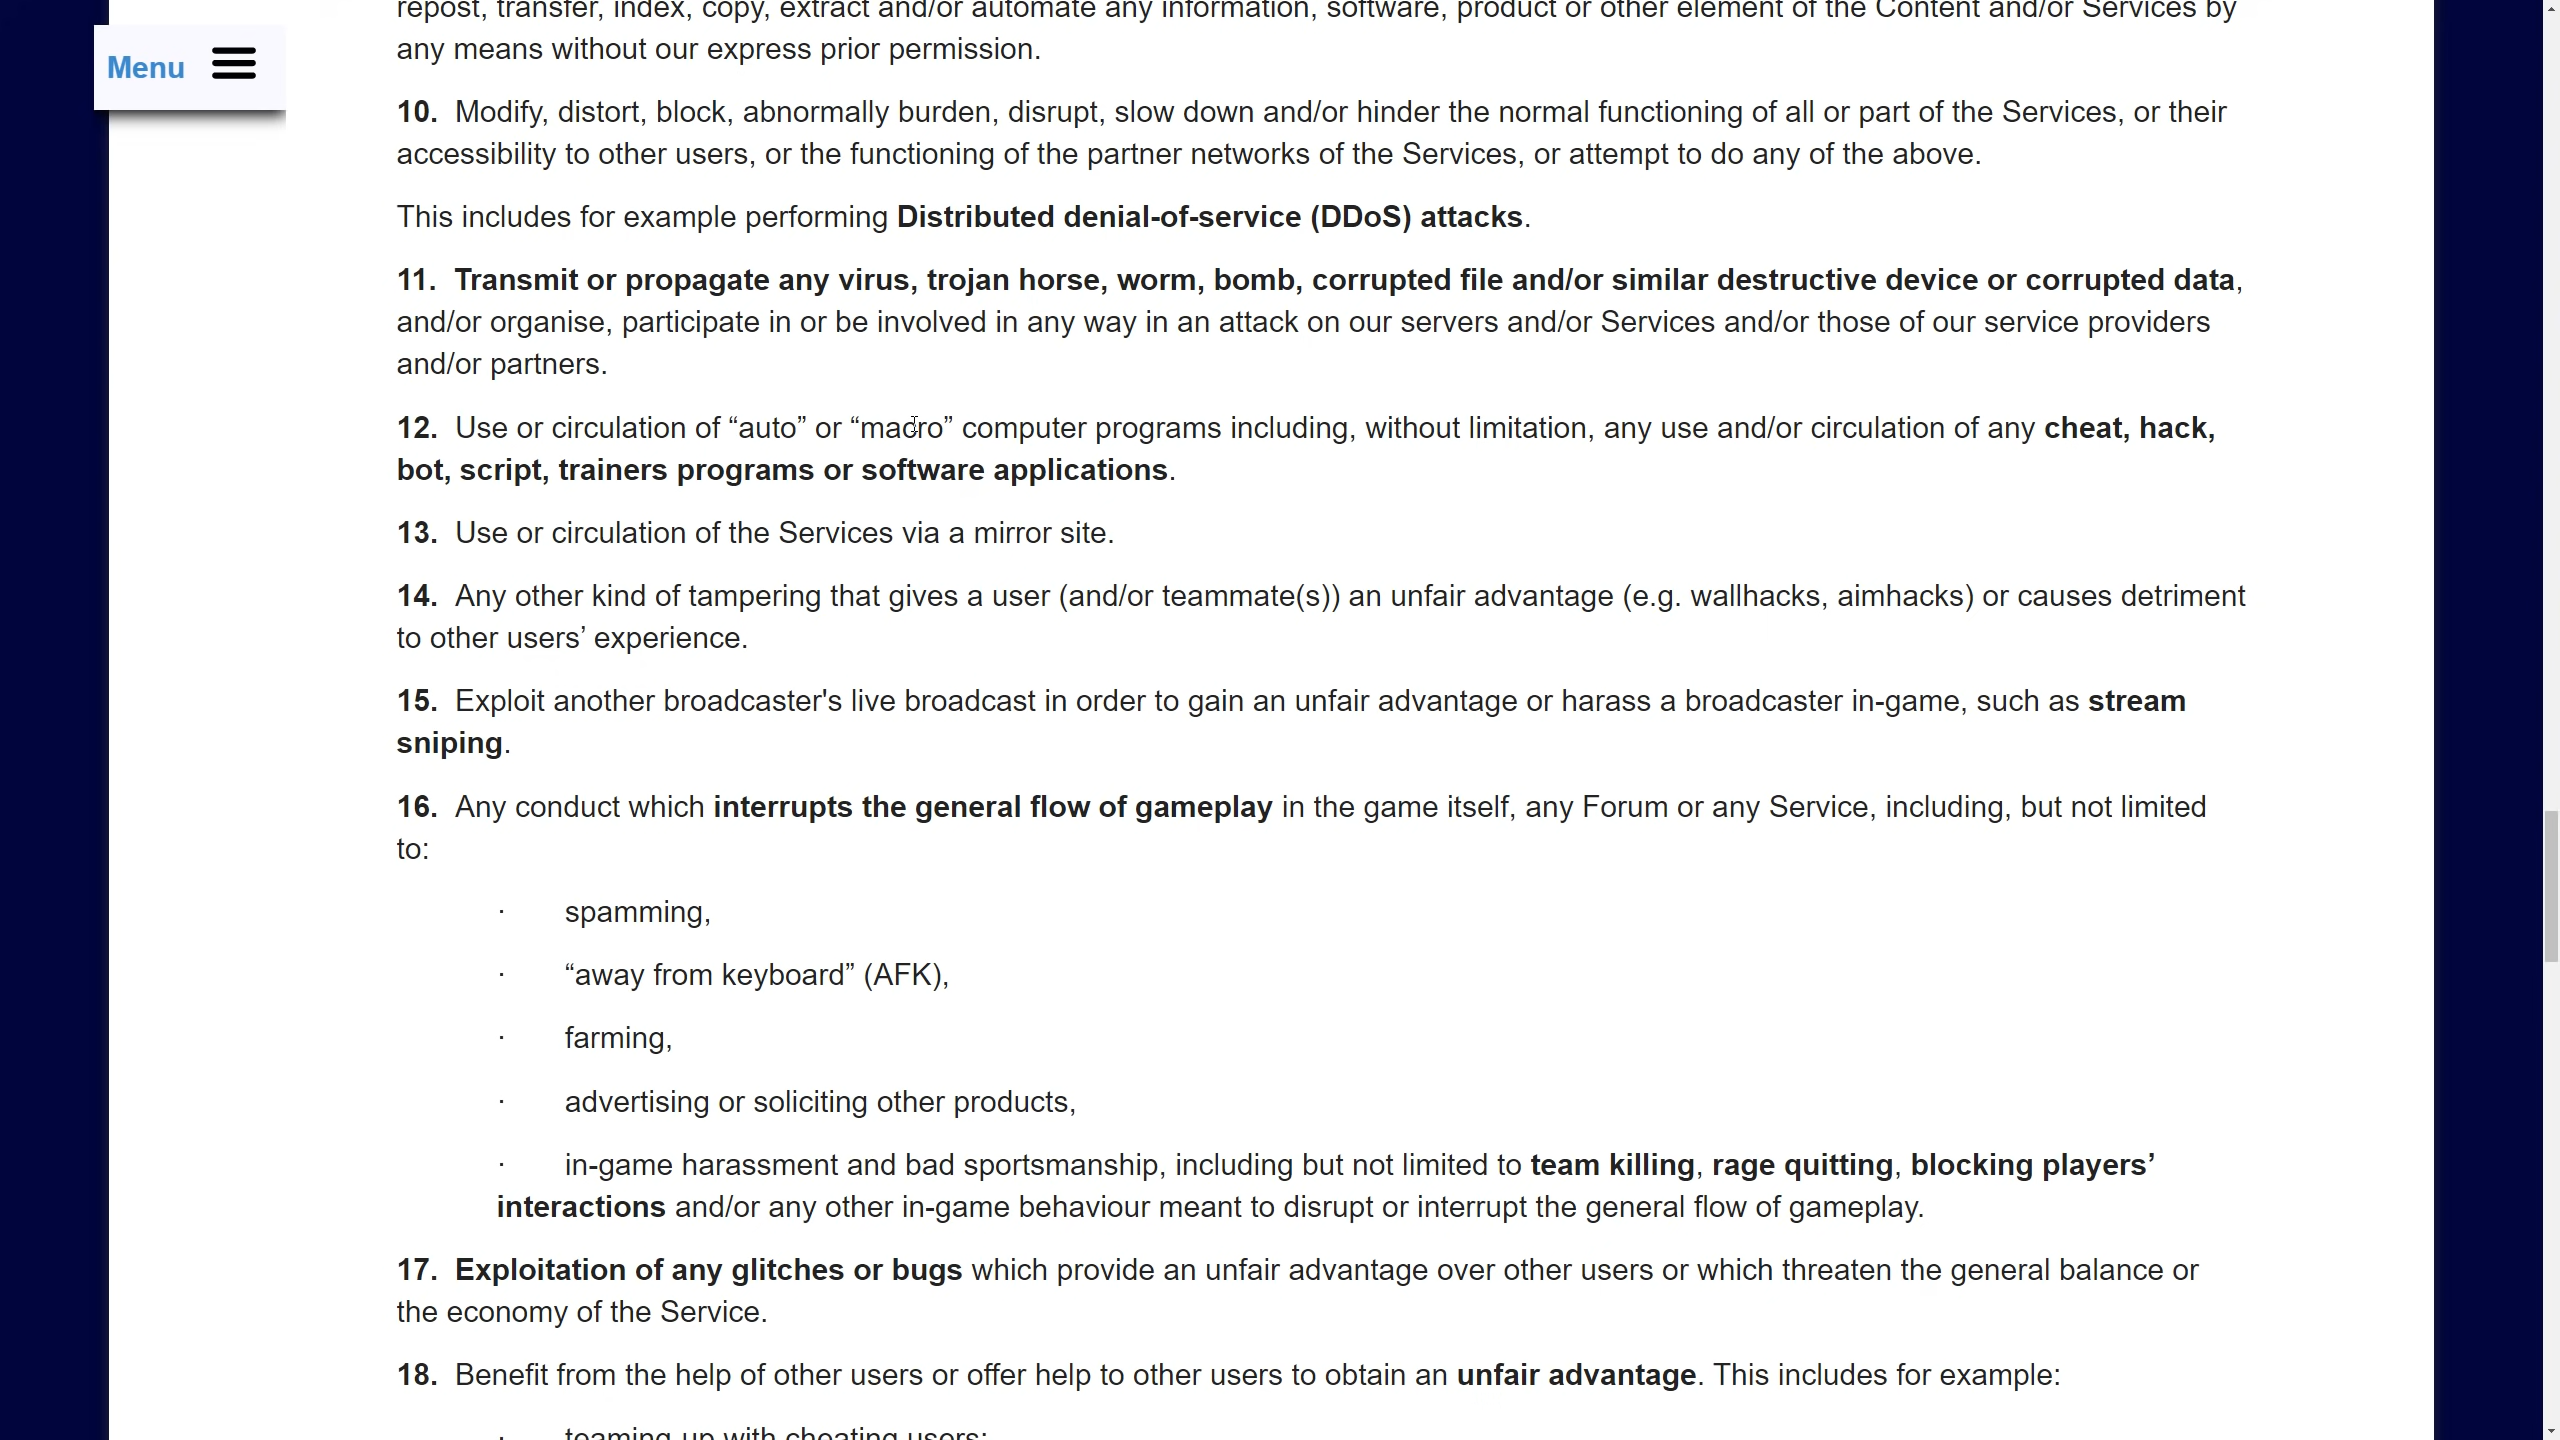 repost, transfer, index, copy, extract and/or automate any information, software, product or other element of the Content and/or Services by
any means without our express prior permission.
Menu
10. Modify, distort, block, abnormally burden, disrupt, slow down and/or hinder the normal functioning of all or part of the Services, or their
accessibility to other users, or the functioning of the partner networks of the Services, or attempt to do any of the above.
This includes for example performing Distributed denial-of-service (DDoS) attacks.
11. Transmit or propagate any virus, trojan horse, worm, bomb, corrupted file and/or similar destructive device or corrupted data,
and/or organise, participate in or be involved in any way in an attack on our servers and/or Services and/or those of our service providers
and/or partners.
12. Use or circulation of “auto” or “macro” computer programs including, without limitation, any use and/or circulation of any cheat, hack,
bot, script, trainers programs or software applications.
13. Use or circulation of the Services via a mirror site.
14. Any other kind of tampering that gives a user (and/or teammate(s)) an unfair advantage (e.g. wallhacks, aimhacks) or causes detriment
to other users’ experience.
15. Exploit another broadcaster's live broadcast in order to gain an unfair advantage or harass a broadcaster in-game, such as stream
sniping.
16. Any conduct which interrupts the general flow of gameplay in the game itself, any Forum or any Service, including, but not limited
to:
· spamming,
· “away from keyboard” (AFK),
· farming,
· advertising or soliciting other products,
· in-game harassment and bad sportsmanship, including but not limited to team killing, rage quitting, blocking players’
interactions and/or any other in-game behaviour meant to disrupt or interrupt the general flow of gameplay.
17. Exploitation of any glitches or bugs which provide an unfair advantage over other users or which threaten the general balance or
the economy of the Service.
18. Benefit from the help of other users or offer help to other users to obtain an unfair advantage. This includes for example:
· teaming up with cheating users;